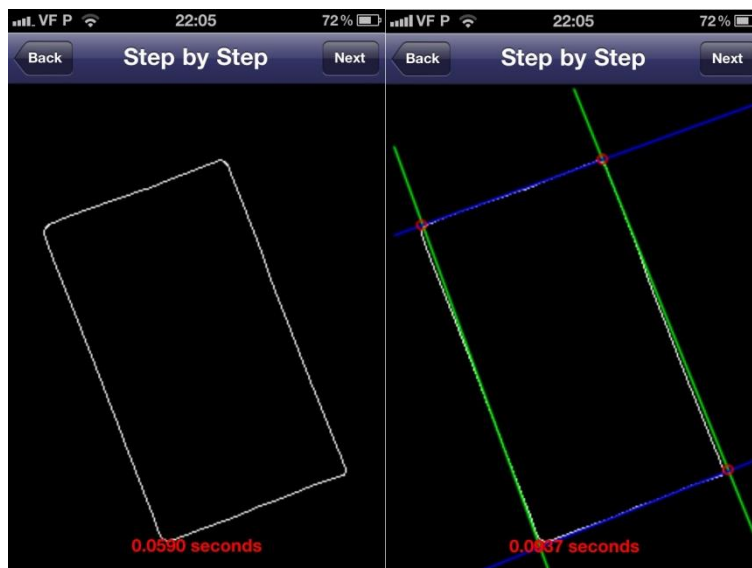 VF P 22:05 72%
Back Step by Step Next
0.0590 seconds
VF P 22:05 72%
Back Step by Step Next
seconds